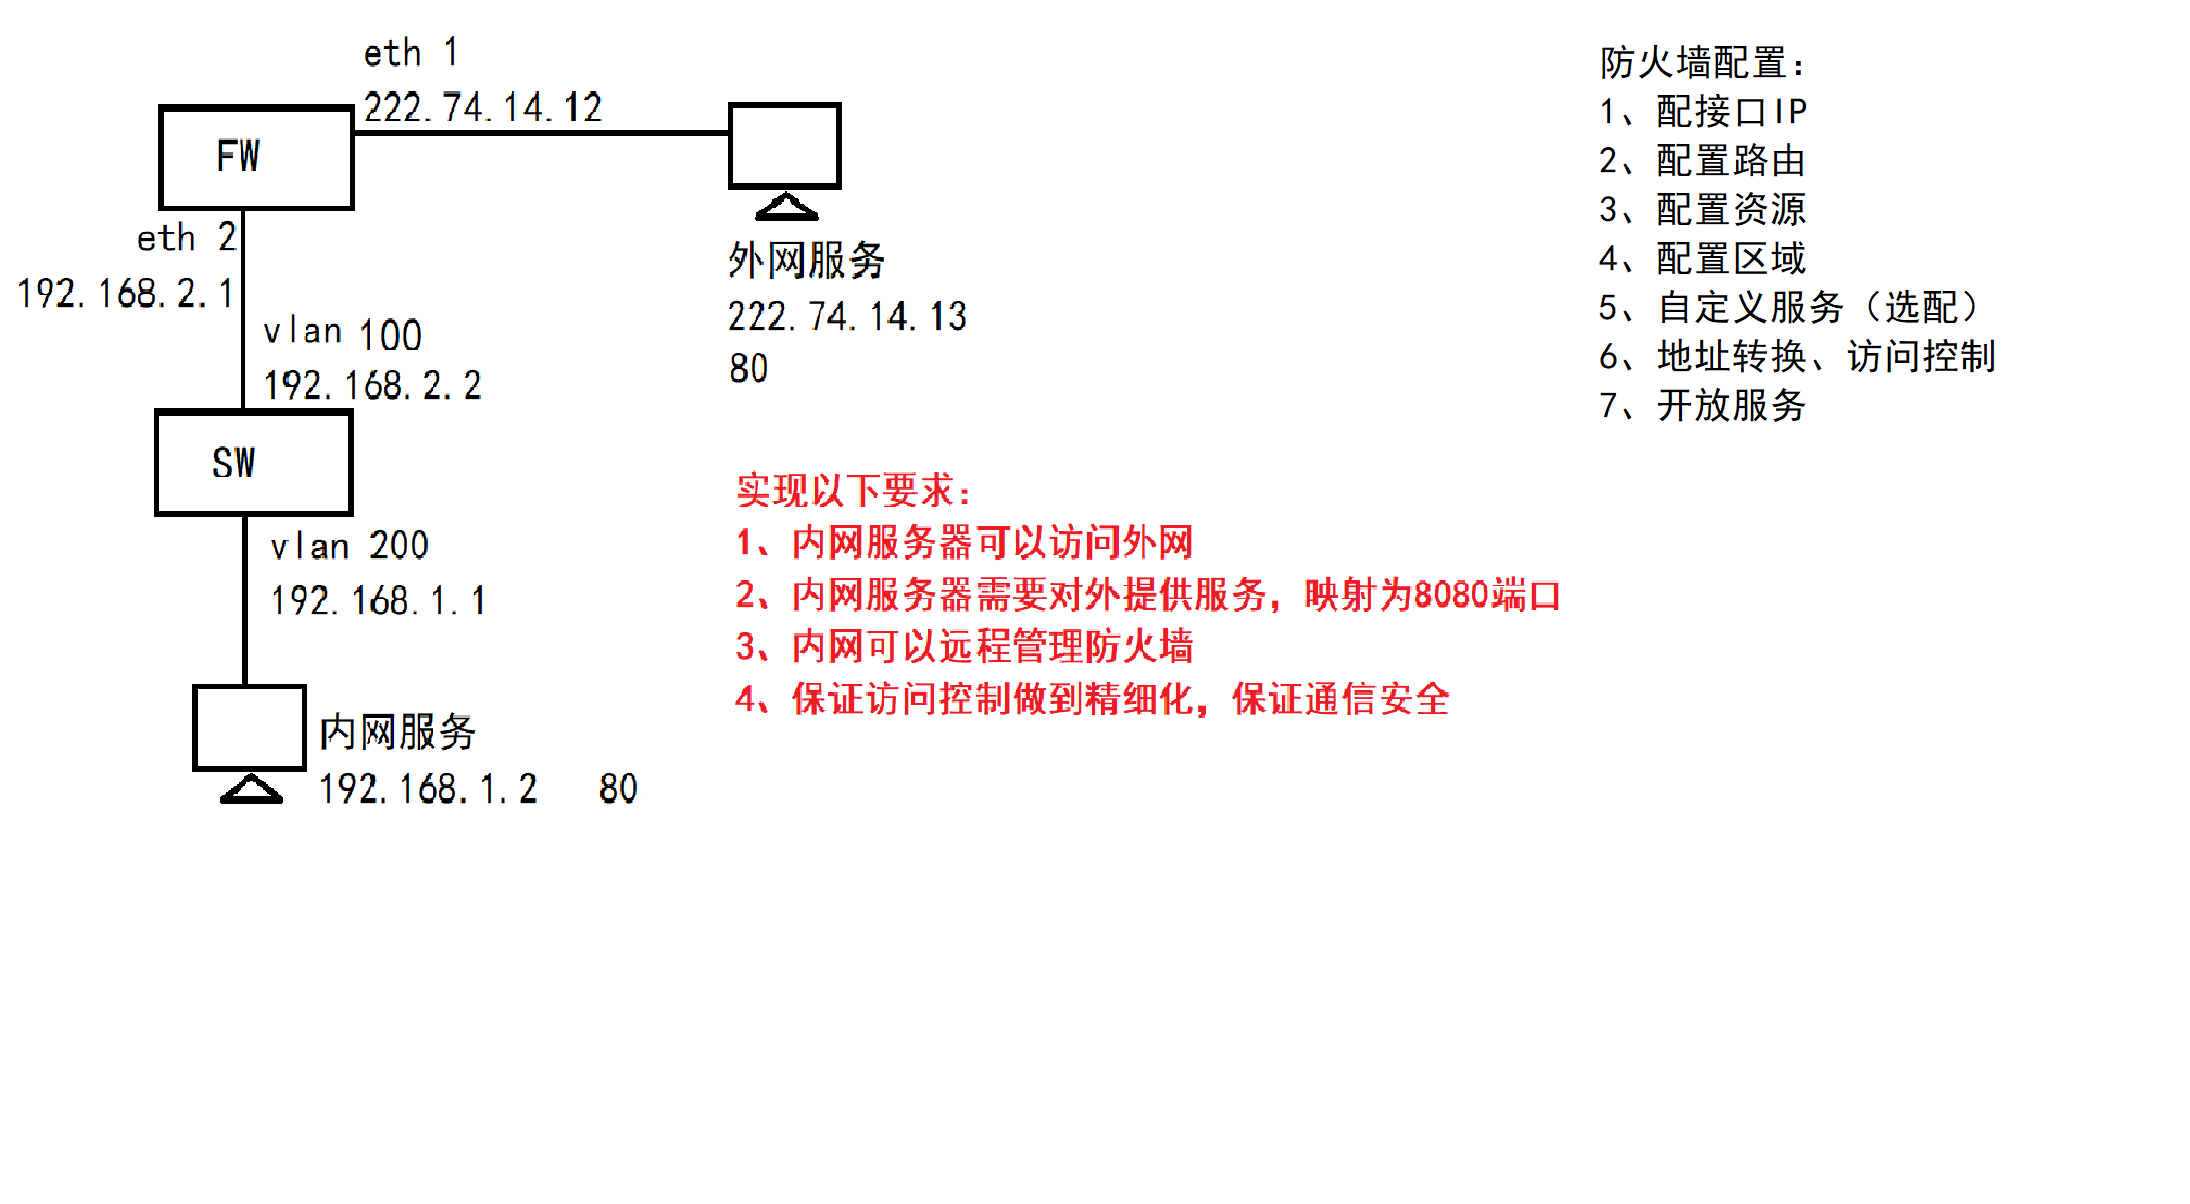 eth 1
222.74.14.12
FW
eth 2
192.168.2.1
vlan 100
192.168.2.2
SW
vlan 200
192.168.1.1
内网服务
192.168.1.2 80
外网服务
222.74.14.13
80
实现以下要求：
1、内网服务器可以访问外网
2、内网服务器需要对外提供服务，映射为8080端口
3、内网可以远程管理防火墙
4、保证访问控制做到精细化，保证通信安全
防火墙配置：
1、配接口IP
2、配置路由
3、配置资源
4、配置区域
5、自定义服务（选配）
6、地址转换、访问控制
7、开放服务